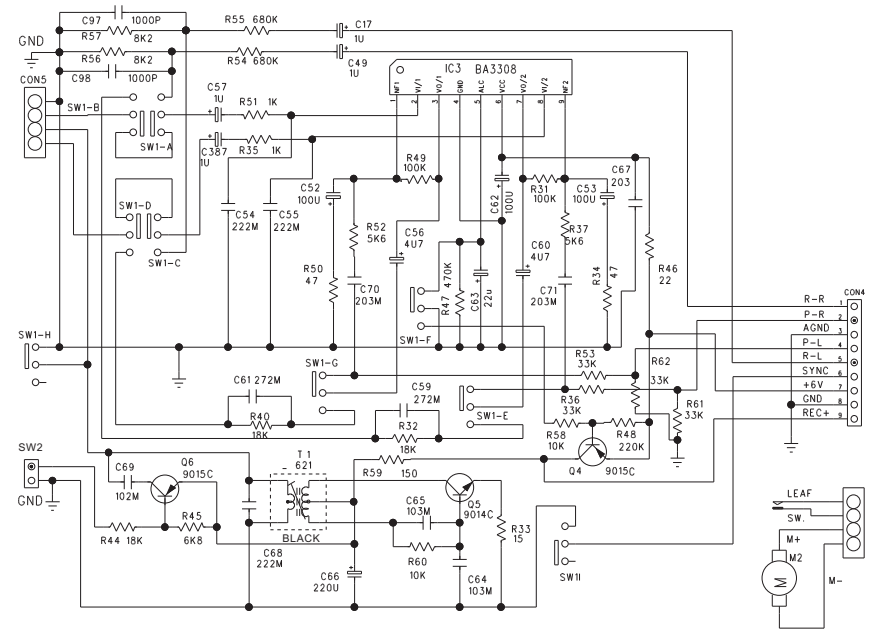 C97 1000P
R57
8K2
GND
R56
8K2
C98 1000P
CON5
SW1-B
SW1-A
SW1-D
SW1-C
R55 680K
R54 680K
C17
1U
C49
1U
C57
1U
R51 1K
C387
1U
R35 1K
IC3 BA3308
NF1
VI/1
VO/1
GND
ALC
VCC
VO/2
VI/2
NF2
1
2
3
4
5
6
7
8
9
R49
100K
C52
100U
C54
222M
C55
222M
R52
5K6
C56
4U7
R50
47
C70
203M
470K
R47
C63
22u
C62
100U
R31
100K
C60
4U7
C71
203M
R37
5K6
C53
100U
C67
203
R34
47
R46
22
SW1-F
SW1-H
SW1-G
SW1-E
C61 272M
R40
18K
C59
272M
R32
18K
R53
33K
R62
33K
R36
33K
R61
33K
R58
10K
R48
220K
Q4 9015C
CON4
R-R 1
P-R 2
AGND 3
P-L 4
R-L 5
SYNC 6
+6V 7
GND 8
REC+ 9
SW2
GND
C69
102M
Q6
9015C
R44 18K
R45
6K8
T 1
621
BLACK
C68
222M
C66
220U
R59 150
C65
103M
R60
10K
Q5
9014C
C64
103M
R33
15
SW1I
LEAF
SW.
M+
M2
M
M-